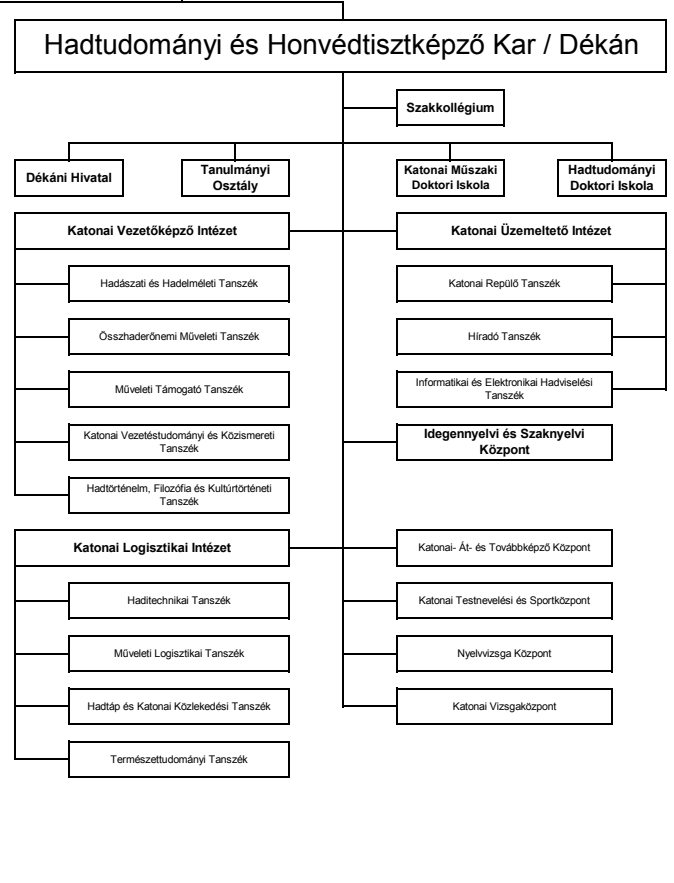 Hadtudományi és Honvédtisztképző Kar / Dékán
Szakkollégium
Dékáni Hivatal
Tanulmányi
Osztály
Katonai Műszaki
Doktori Iskola
Hadtudományi
Doktori Iskola
Katonai Vezetőképző Intézet
Hadászati és Hadelméleti Tanszék
Összhaderőnemi Műveleti Tanszék
Műveleti Támogató Tanszék
Katonai Vezetéstudományi és Közismereti
Tanszék
Hadtörténelm, Filozófia és Kultúrtörténeti
Tanszék
Katonai Üzemeltető Intézet
Katonai Repülő Tanszék
Híradó Tanszék
Informatikai és Elektronikai Hadviselési
Tanszék
Idegennyelvi és Szaknyelvi
Központ
Katonai Logisztikai Intézet
Haditechnikai Tanszék
Műveleti Logisztikai Tanszék
Hadtáp és Katonai Közlekedési Tanszék
Természettudományi Tanszék
Katonai- Át- és Továbbképző Központ
Katonai Testnevelési és Sportközpont
Nyelvvizsga Központ
Katonai Vizsgaközpont